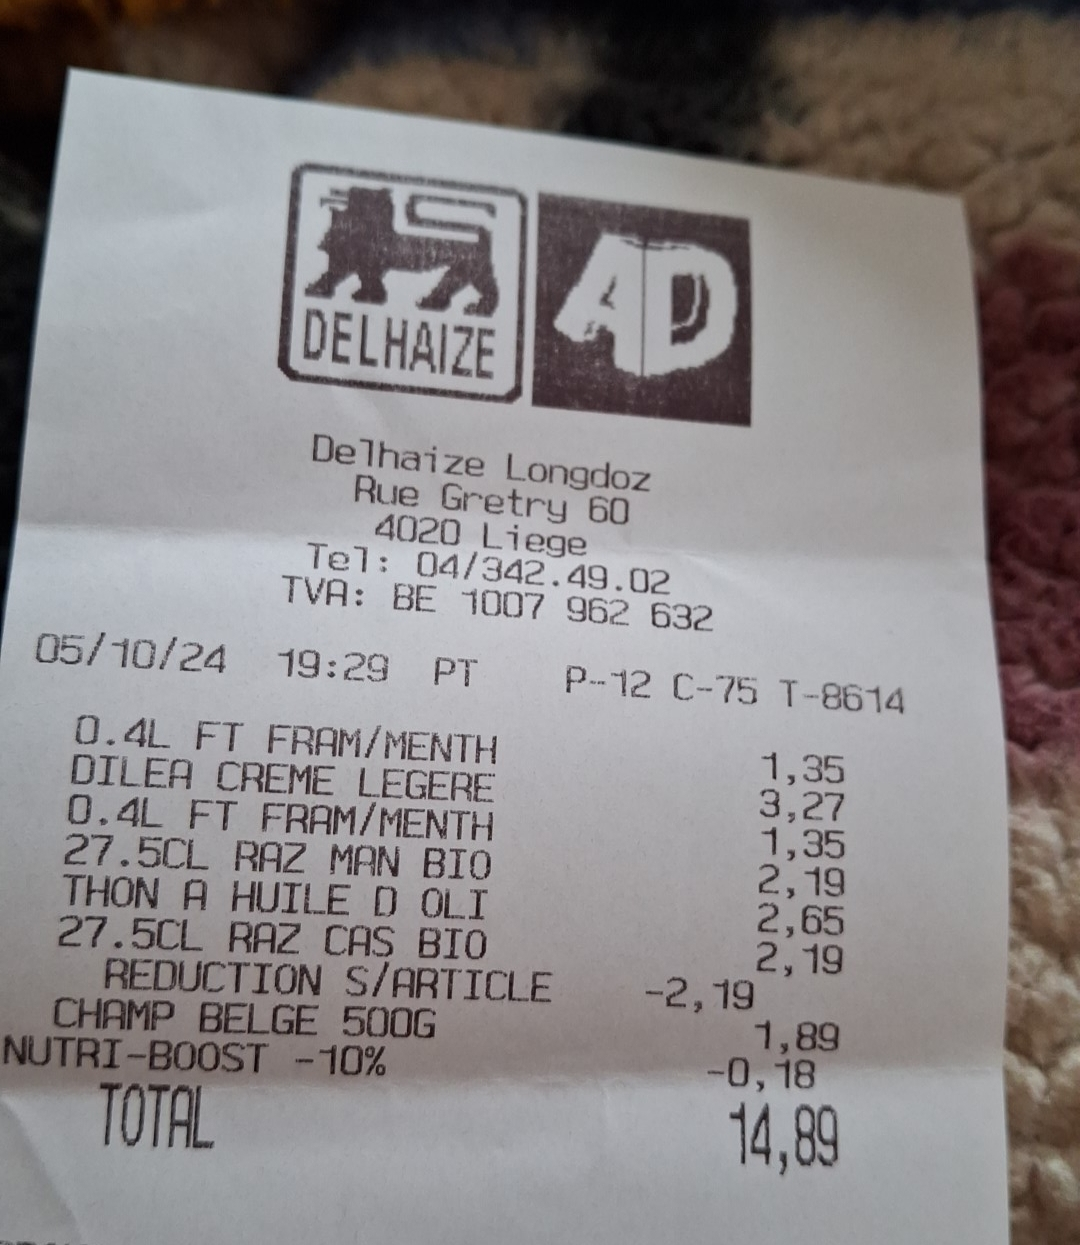 DELHAIZE
AD
Delhaize Longdoz
Rue Gretry 60
4020 Liege
Tel: 04/342.49.02
TVA: BE 1007 962 632
05/10/24 19:29 PT P-12 C-75 T-8614
0.4L FT FRAM/MENTH 1,35
DILEA CREME LEGERE 3,27
0.4L FT FRAM/MENTH 1,35
27.5CL RAZ MAN BIO 2,19
THON A HUILE D OLI 2,65
27.5CL RAZ CAS BIO 2,19
REDUCTION S/ARTICLE -2,19
CHAMP BELGE 500G 1,89
NUTRI-BOOST -10% -0,18
TOTAL 14,89